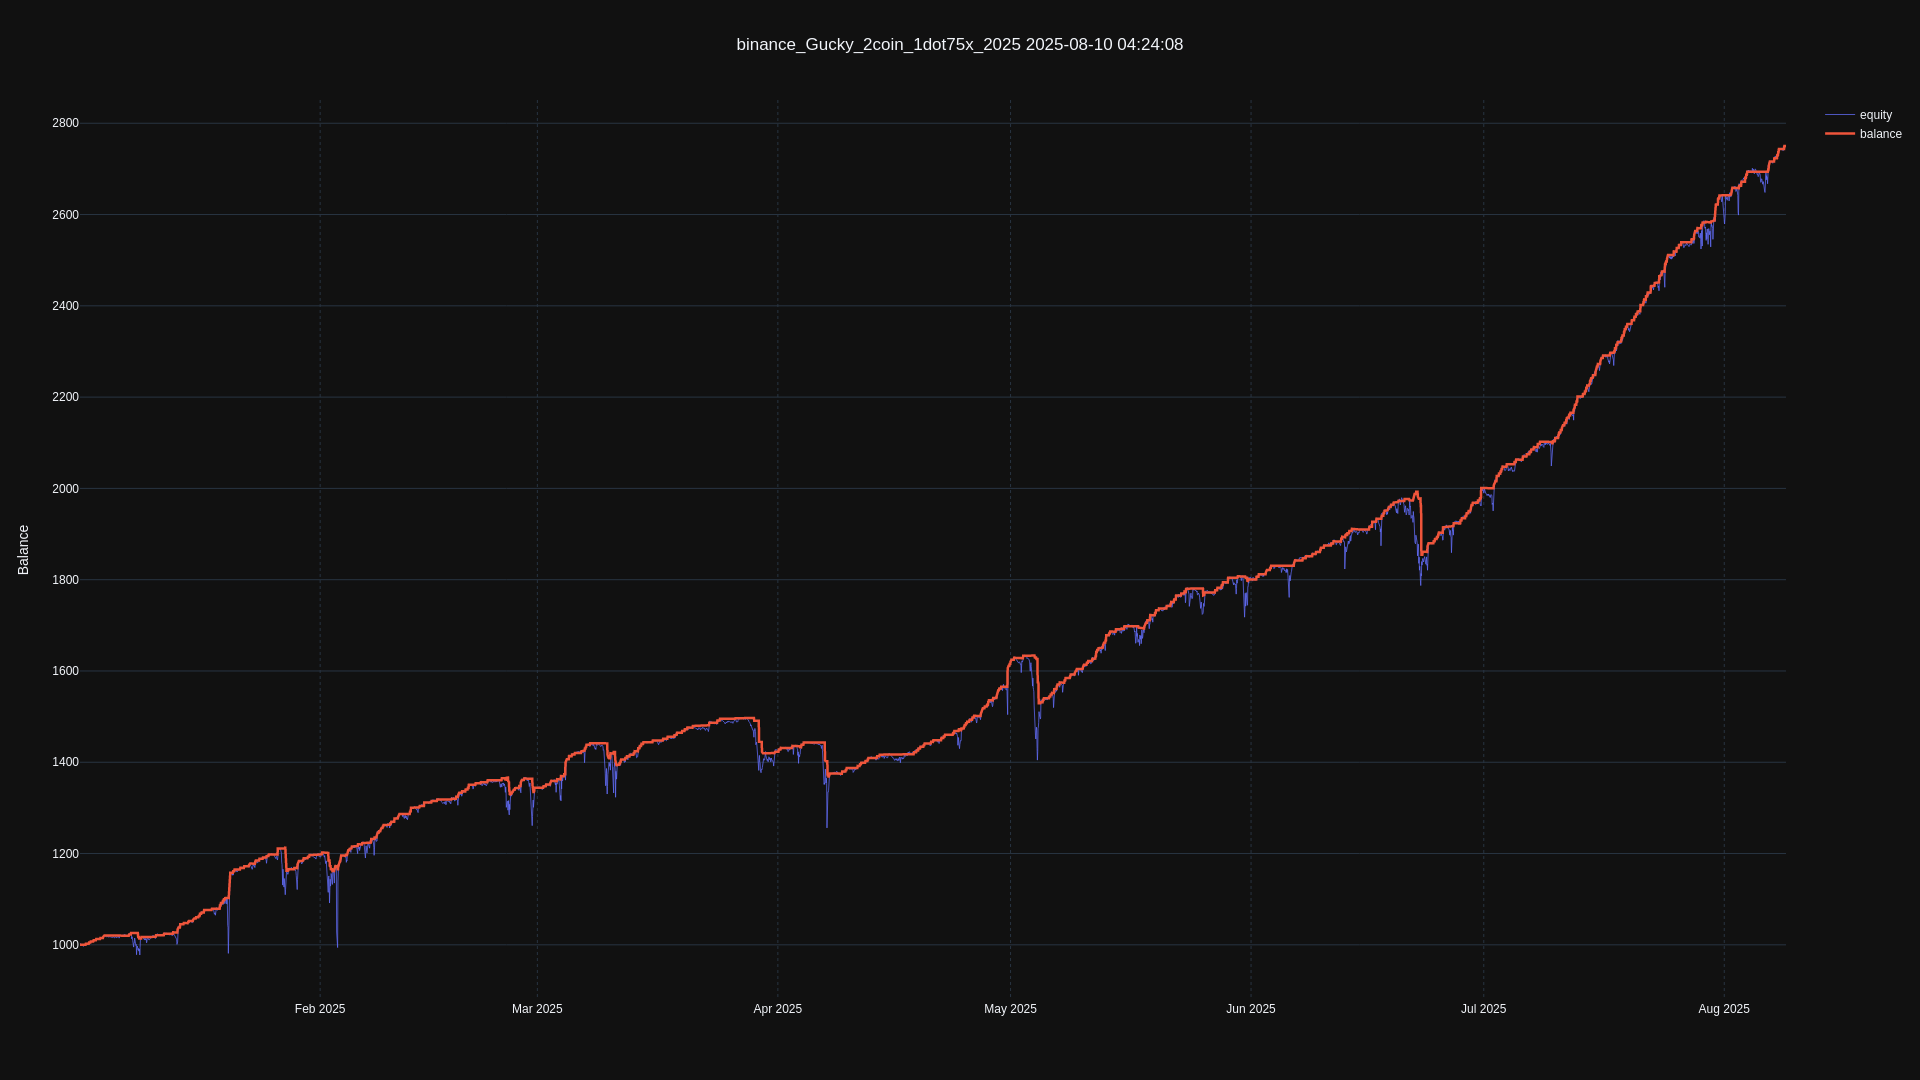 binance_Gucky_2coin_1dot75x_2025 2025-08-10 04:24:08
equity
balance
2800
2600
2400
2200
2000
1800
1600
1400
1200
1000
Balance
Feb 2025
Mar 2025
Apr 2025
May 2025
Jun 2025
Jul 2025
Aug 2025